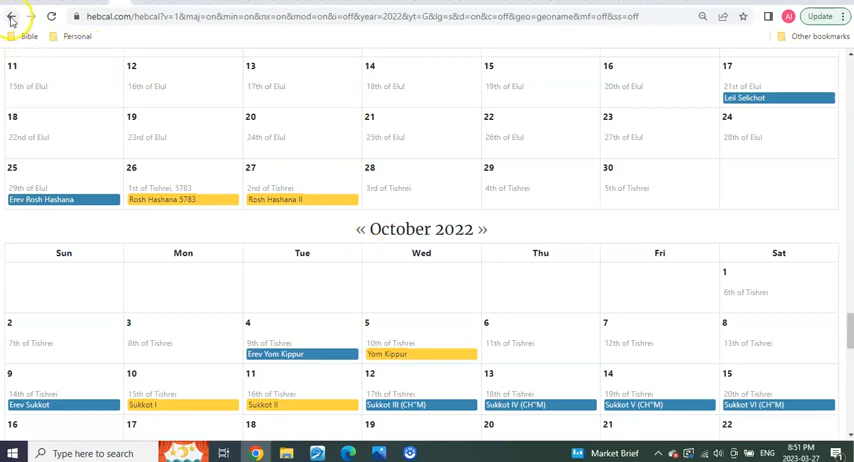 hebcal.com/hebcal?v=1&maj=on&min=on&nx=on&mod=on&i=off&year=2022&yt=G&lg=s&d=on&c=off&geo=geoname&mf=off&ss=off
AI
Update
Bible
Personal
Other bookmarks
11 12 13 14 15 16 17
15th of Elul 16th of Elul 17th of Elul 18th of Elul 19th of Elul 20th of Elul 21st of Elul
Leil Selichot
18 19 20 21 22 23 24
22nd of Elul 23rd of Elul 24th of Elul 25th of Elul 26th of Elul 27th of Elul 28th of Elul
25 26 27 28 29 30
29th of Elul 1st of Tishrei, 5783 2nd of Tishrei 3rd of Tishrei 4th of Tishrei 5th of Tishrei
Erev Rosh Hashana Rosh Hashana 5783 Rosh Hashana II
« October 2022 »
Sun Mon Tue Wed Thu Fri Sat
1
6th of Tishrei
2 3 4 5 6 7 8
7th of Tishrei 8th of Tishrei 9th of Tishrei 10th of Tishrei 11th of Tishrei 12th of Tishrei 13th of Tishrei
Erev Yom Kippur Yom Kippur
9 10 11 12 13 14 15
14th of Tishrei 15th of Tishrei 16th of Tishrei 17th of Tishrei 18th of Tishrei 19th of Tishrei 20th of Tishrei
Erev Sukkot Sukkot I Sukkot II Sukkot III (CH"M) Sukkot IV (CH"M) Sukkot V (CH"M) Sukkot VI (CH"M)
16 17 18 19 20 21 22
Type here to search
Market Brief
ENG
8:51 PM
2023-03-27